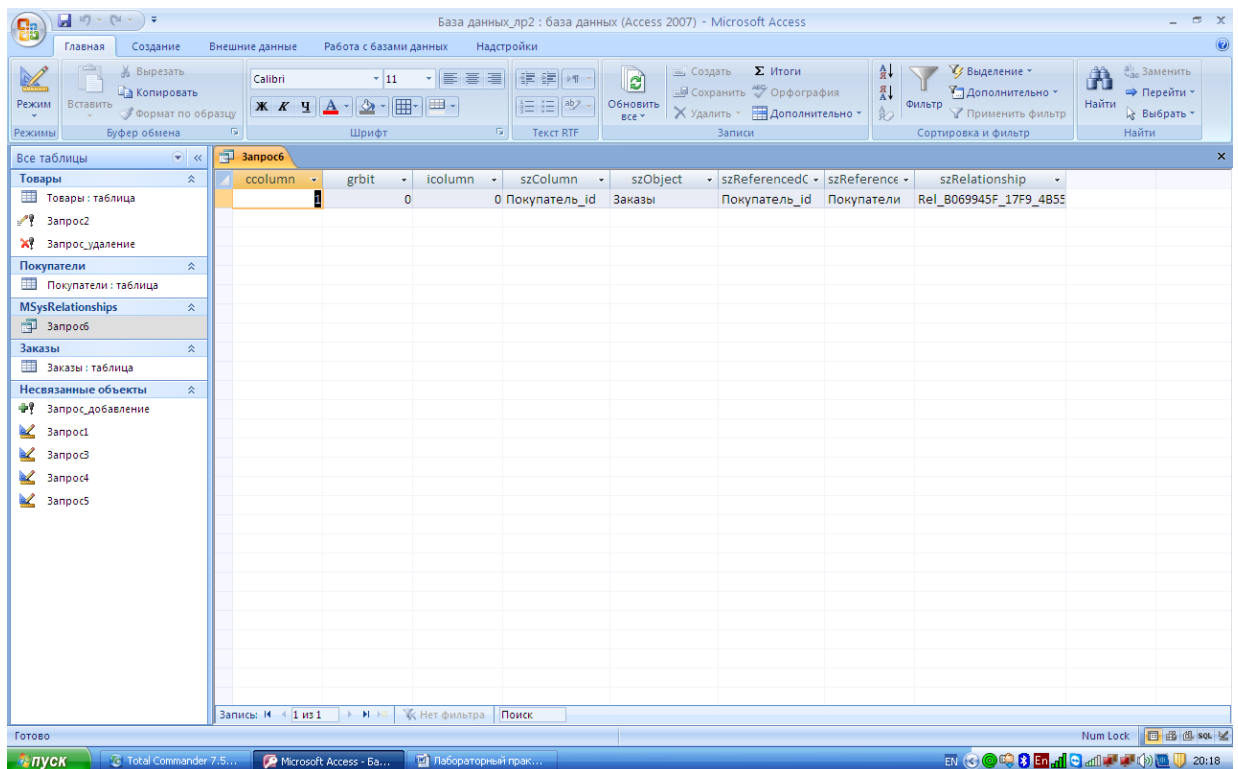 База данных_лр2 : база данных (Access 2007) - Microsoft Access
Главная Создание Внешние данные Работа с базами данных Надстройки
Режим
Режимы
Вставить
Вырезать
Копировать
Формат по образцу
Буфер обмена
Calibri 11
Ж К Ч
Шрифт
Текст RTF
Обновить все
Создать
Сохранить
Удалить
Итоги
Орфография
Дополнительно
Записи
Фильтр
Выделение
Дополнительно
Применить фильтр
Сортировка и фильтр
Найти
Заменить
Перейти
Выбрать
Найти
Все таблицы
Товары
Товары : таблица
Запрос2
Запрос_удаление
Покупатели
Покупатели : таблица
MSysRelationships
Запрос6
Заказы
Заказы : таблица
Несвязанные объекты
Запрос_добавление
Запрос1
Запрос3
Запрос4
Запрос5
Запрос6
ccolumn grbit icolumn szColumn szObject szReferencedC szReference szRelationship
1 0 0 Покупатель_id Заказы Покупатель_id Покупатели Rel_B069945F_17F9_4B55
Запись: 1 из 1 Нет фильтра Поиск
Готово Num Lock SQL
пуск Total Commander 7.5... Microsoft Access - Ба... Лабораторный прак... EN En 20:18